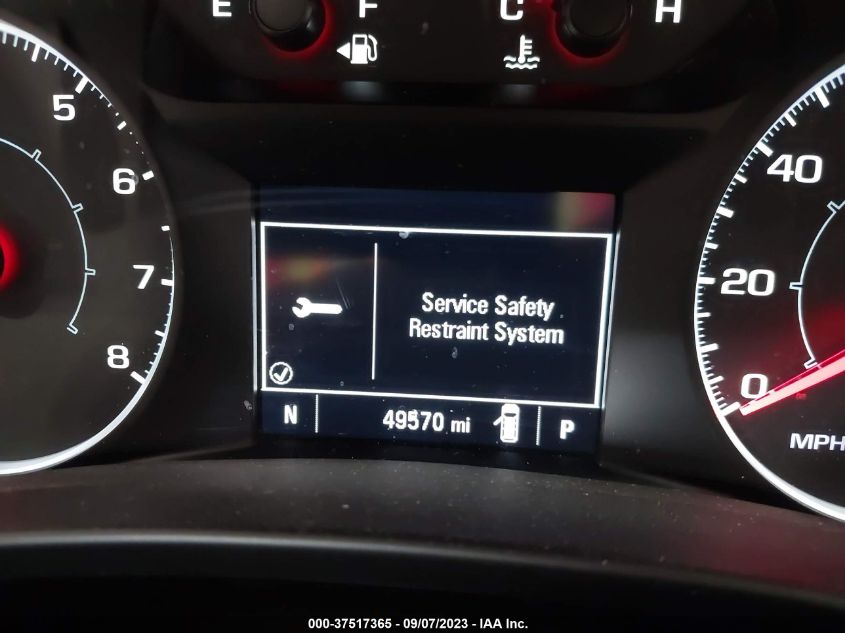 E F C H
5
6
7
8
40
20
0
MPH
Service Safety
Restraint System
N 49570 mi P
000-37517365 - 09/07/2023 - IAA Inc.